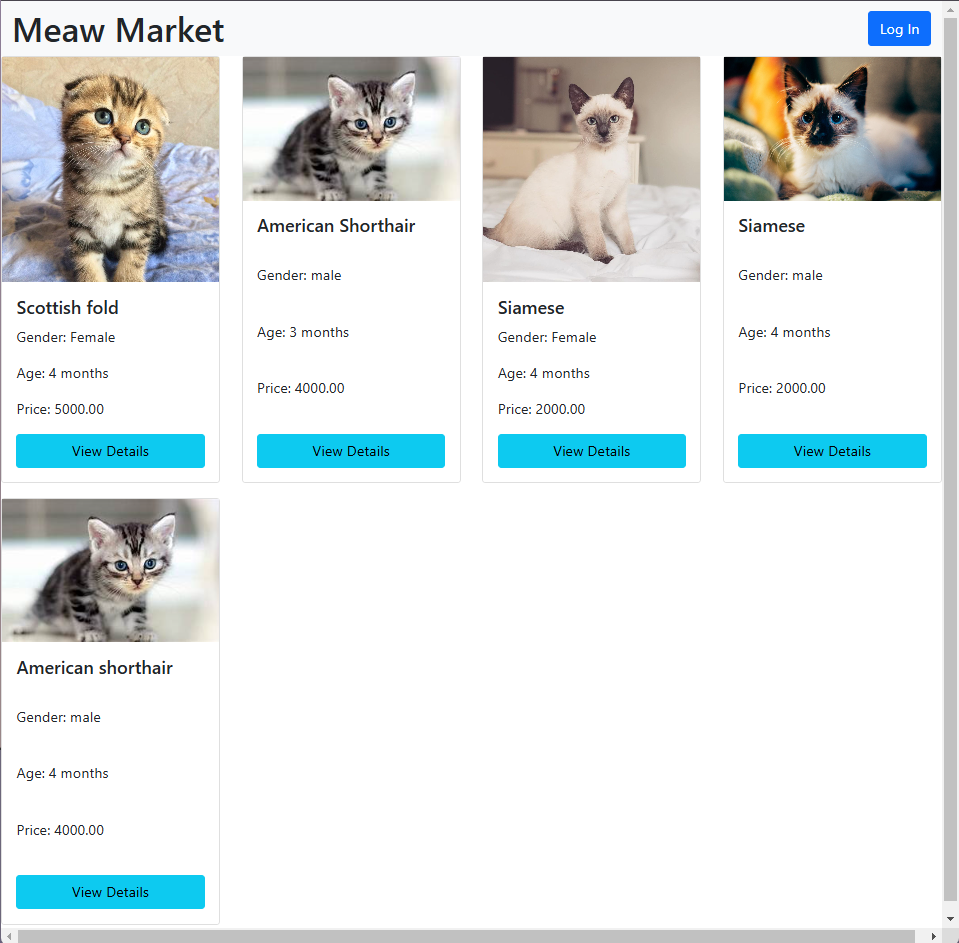 Meaw Market
Log In
Scottish fold
Gender: Female
Age: 4 months
Price: 5000.00
View Details
American Shorthair
Gender: male
Age: 3 months
Price: 4000.00
View Details
Siamese
Gender: Female
Age: 4 months
Price: 2000.00
View Details
Siamese
Gender: male
Age: 4 months
Price: 2000.00
View Details
American shorthair
Gender: male
Age: 4 months
Price: 4000.00
View Details